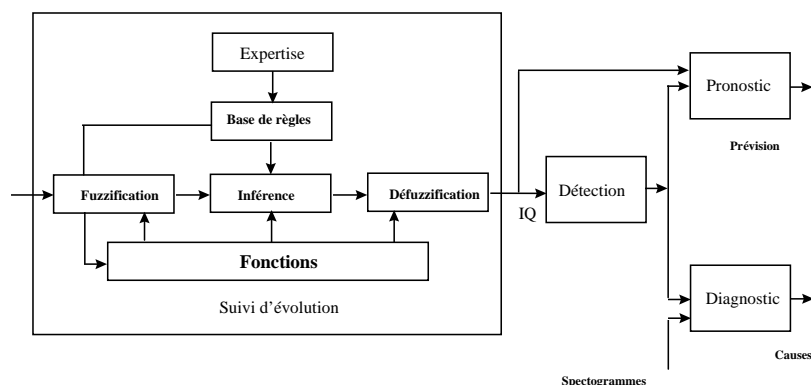 Expertise
Pronostic
Base de règles
Prévision
Fuzzification
Inférence
Défuzzification
Détection
IQ
Fonctions
Suivi d'évolution
Diagnostic
Causes
Spectogrammes